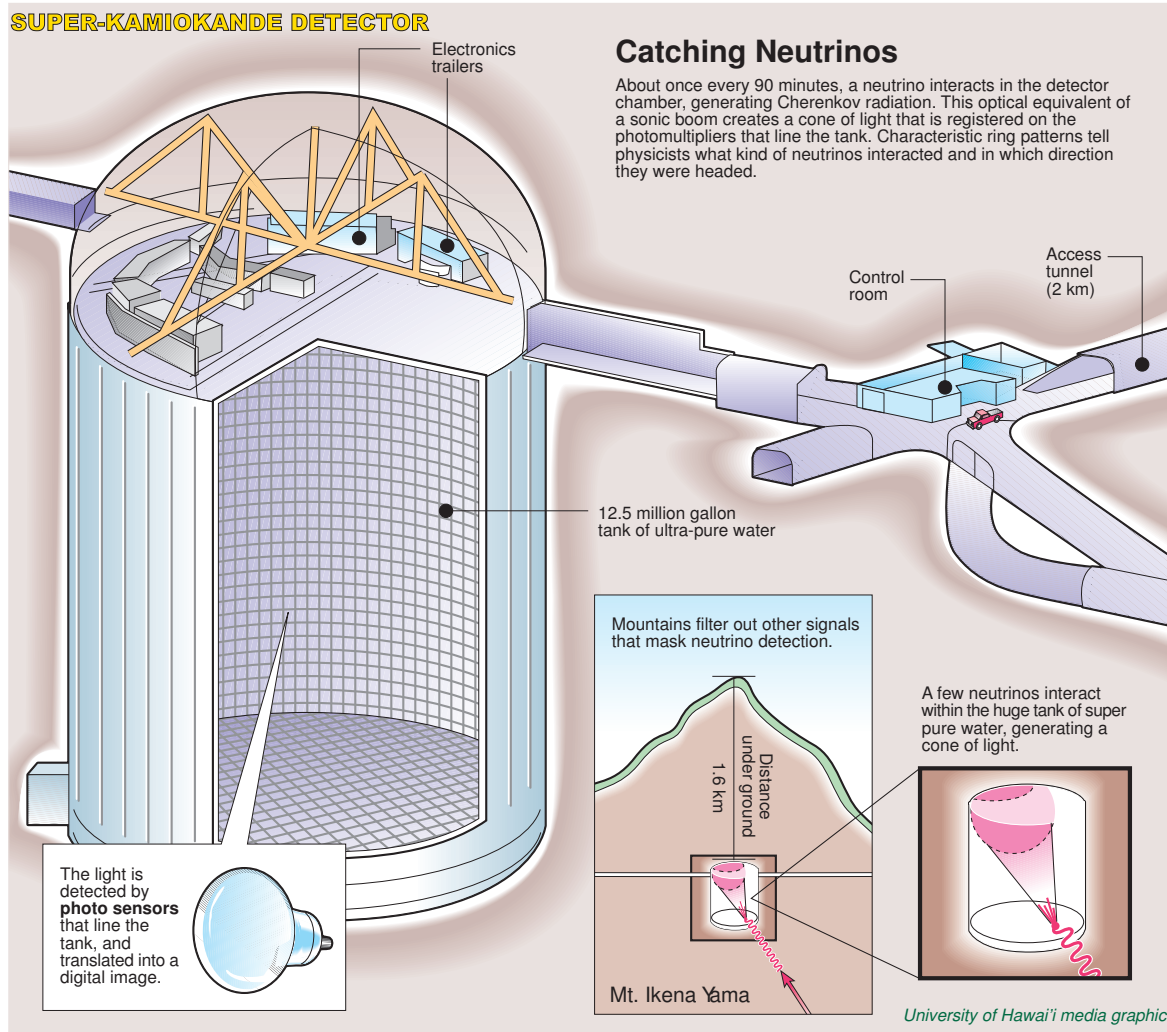 SUPER-KAMIOKANDE DETECTOR
Electronics
trailers
Catching Neutrinos
About once every 90 minutes, a neutrino interacts in the detector
chamber, generating Cherenkov radiation. This optical equivalent of
a sonic boom creates a cone of light that is registered on the
photomultipliers that line the tank. Characteristic ring patterns tell
physicists what kind of neutrinos interacted and in which direction
they were headed.
Control
room
Access
tunnel
(2 km)
12.5 million gallon
tank of ultra-pure water
Mountains filter out other signals
that mask neutrino detection.
Distance
under ground
1.6 km
Mt. Ikena Yama
A few neutrinos interact
within the huge tank of super
pure water, generating a
cone of light.
The light is
detected by
photo sensors
that line the
tank, and
translated into a
digital image.
University of Hawai'i media graphic